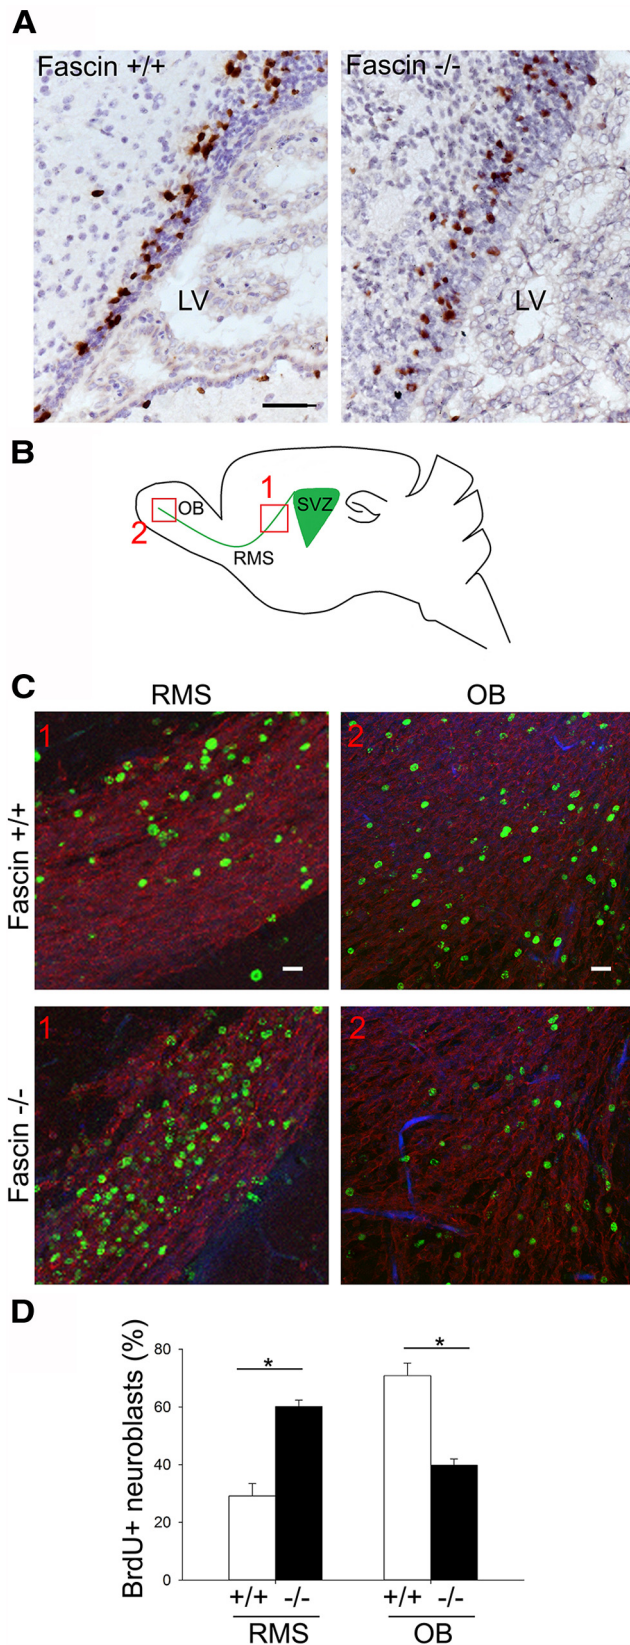 A
Fascin +/+
Fascin -/-
LV
LV
B
1
OB
SVZ
2
RMS
C
RMS
OB
Fascin +/+
1
2
Fascin -/-
1
2
D
BrdU+ neuroblasts (%)
80
60
40
20
0
*
*
+/+ -/- +/+ -/-
RMS OB